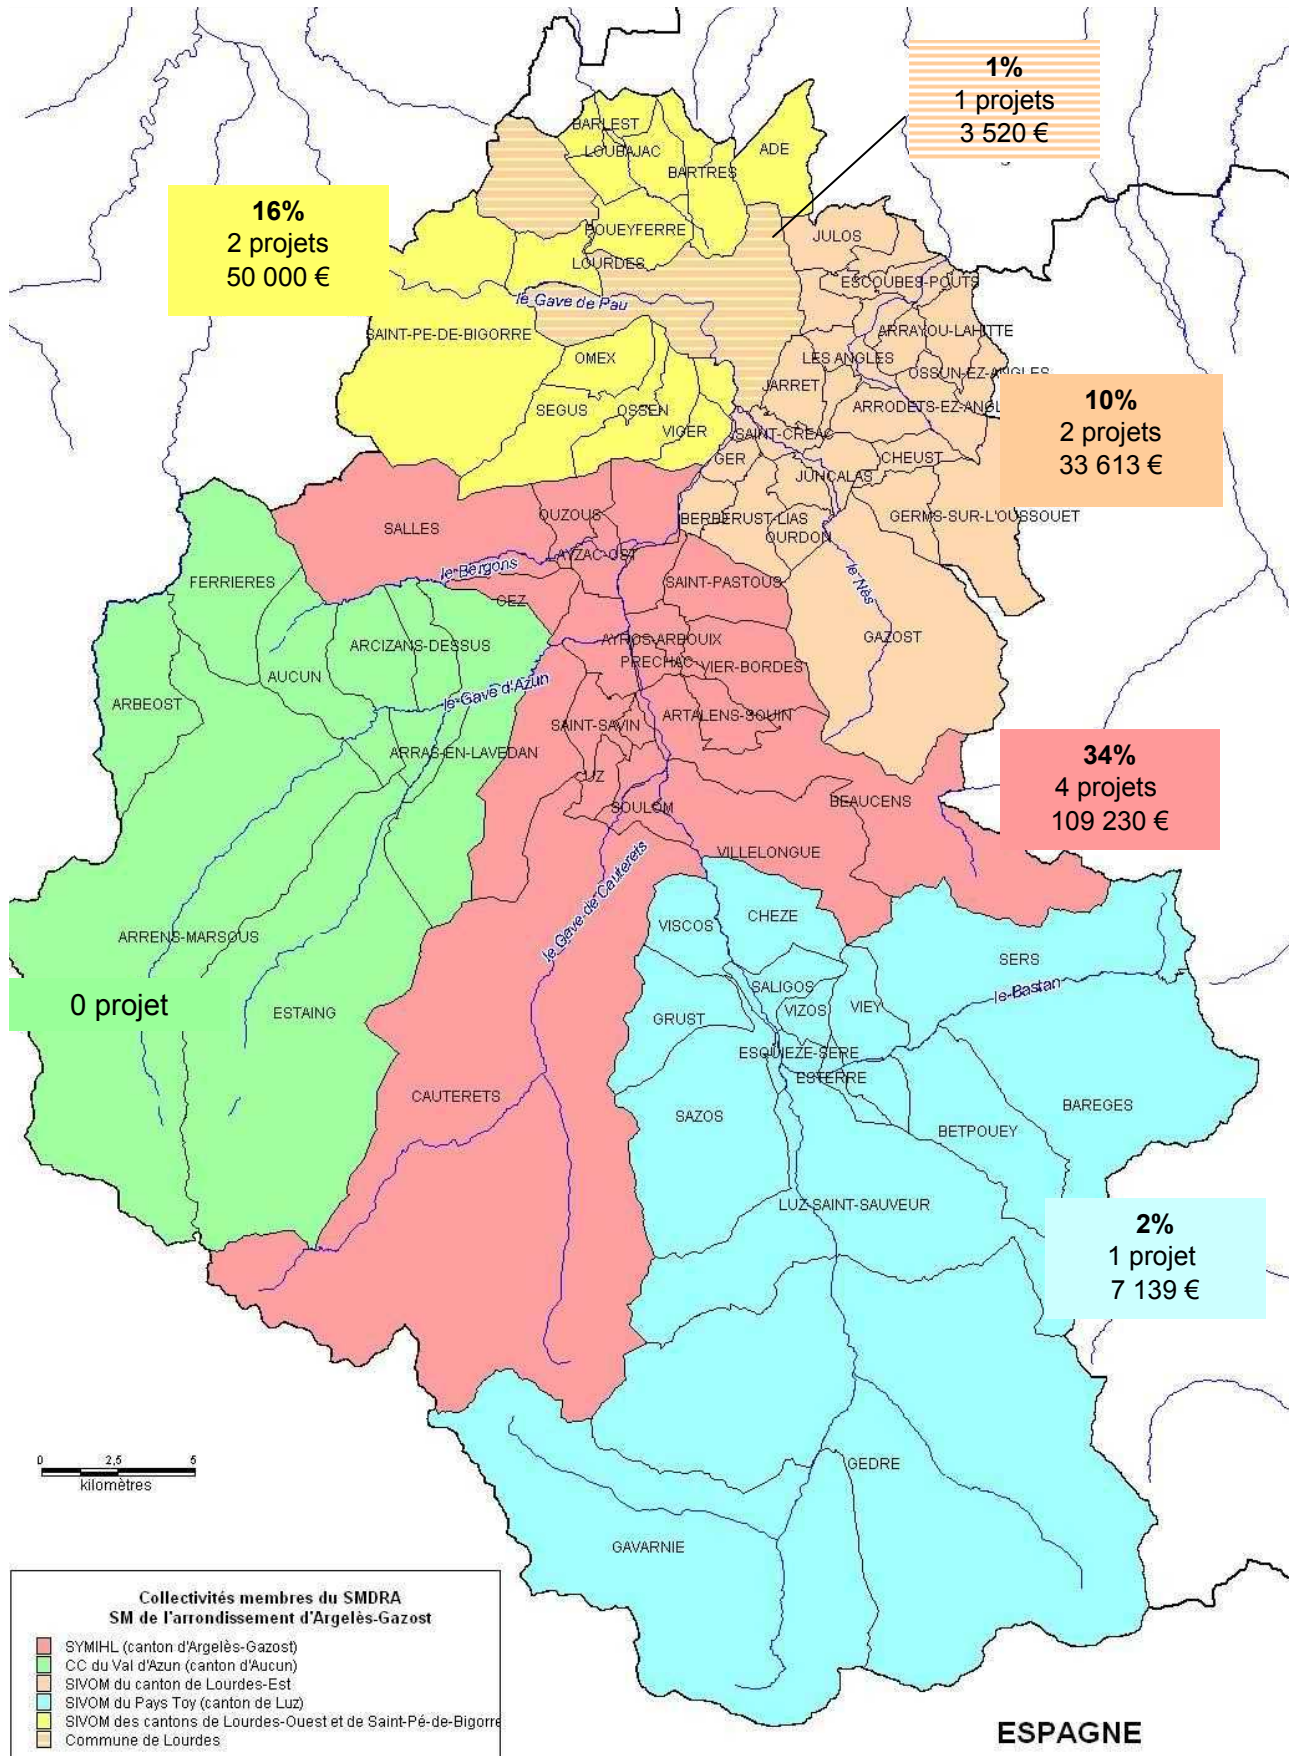 1%
1 projets
3 520 €
BARLEST
LOUBAJAC
ADE
BARTRES
16%
2 projets
50 000 €
POUEYFERRE
JULOS
LOURDES
ESCOUBES-POUTS
le Gave de Pau
SAINT-PE-DE-BIGORRE
ARRAYOU-LAHITTE
OMEX
LES ANGLES
OSSUN-EZ-ANGLES
JARRET
SEGUS
OSSEN
ARRODETS-EZ-ANGL
10%
2 projets
33 613 €
VIGER
SAINT-CREAC
GER
CHEUST
JUNCALAS
OUZOUS
BERBERUST-LIAS
GERMS-SUR-L'OUSSOUET
SALLES
OURDON
AYZAC-OST
le Bergons
FERRIERES
SAINT-PASTOUS
le Nès
GEZ
GAZOST
ARCIZANS-DESSUS
AYROS-ARBOUIX
PRECHAC
VIER-BORDES
AUCUN
le Gave d'Azun
ARBEOST
ARTALENS-SOUIN
SAINT-SAVIN
ARRAS-EN-LAVEDAN
34%
4 projets
109 230 €
UZ
SOULOM
BEAUCENS
VILLELONGUE
le Gave de Cauterets
CHEZE
VISCOS
ARRENS-MARSOUS
SERS
SALIGOS
le Bastan
0 projet
ESTAING
GRUST
VIZOS
VIEY
ESQUIEZE-SERE
ESTERRE
CAUTERETS
SAZOS
BAREGES
BETPOUEY
LUZ-SAINT-SAUVEUR
2%
1 projet
7 139 €
0 2,5 5
kilomètres
GEDRE
GAVARNIE
Collectivités membres du SMDRA
SM de l'arrondissement d'Argelès-Gazost
SYMIHL (canton d'Argelès-Gazost)
CC du Val d'Azun (canton d'Aucun)
SIVOM du canton de Lourdes-Est
SIVOM du Pays Toy (canton de Luz)
SIVOM des cantons de Lourdes-Ouest et de Saint-Pé-de-Bigorre
Commune de Lourdes
ESPAGNE